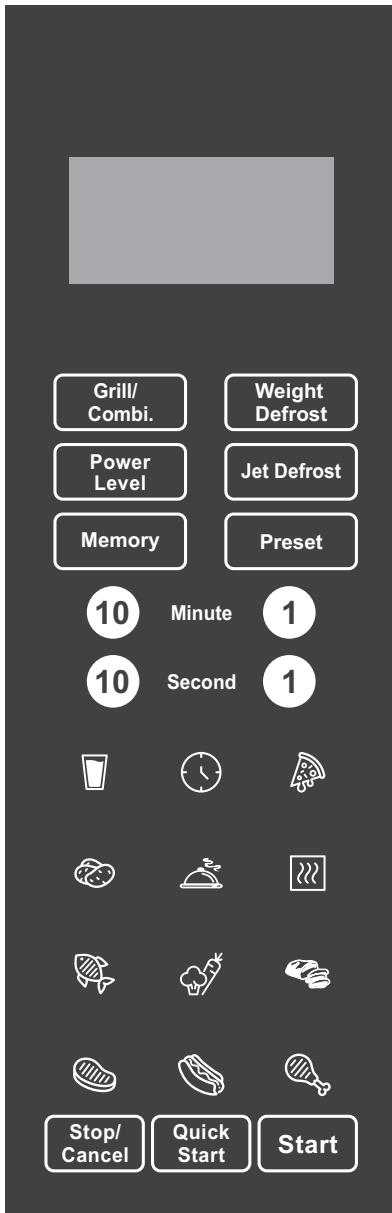 Grill/
Combi.
Weight
Defrost
Power
Level
Jet Defrost
Memory
Preset
10 Minute 1
10 Second 1
Stop/
Cancel
Quick
Start
Start